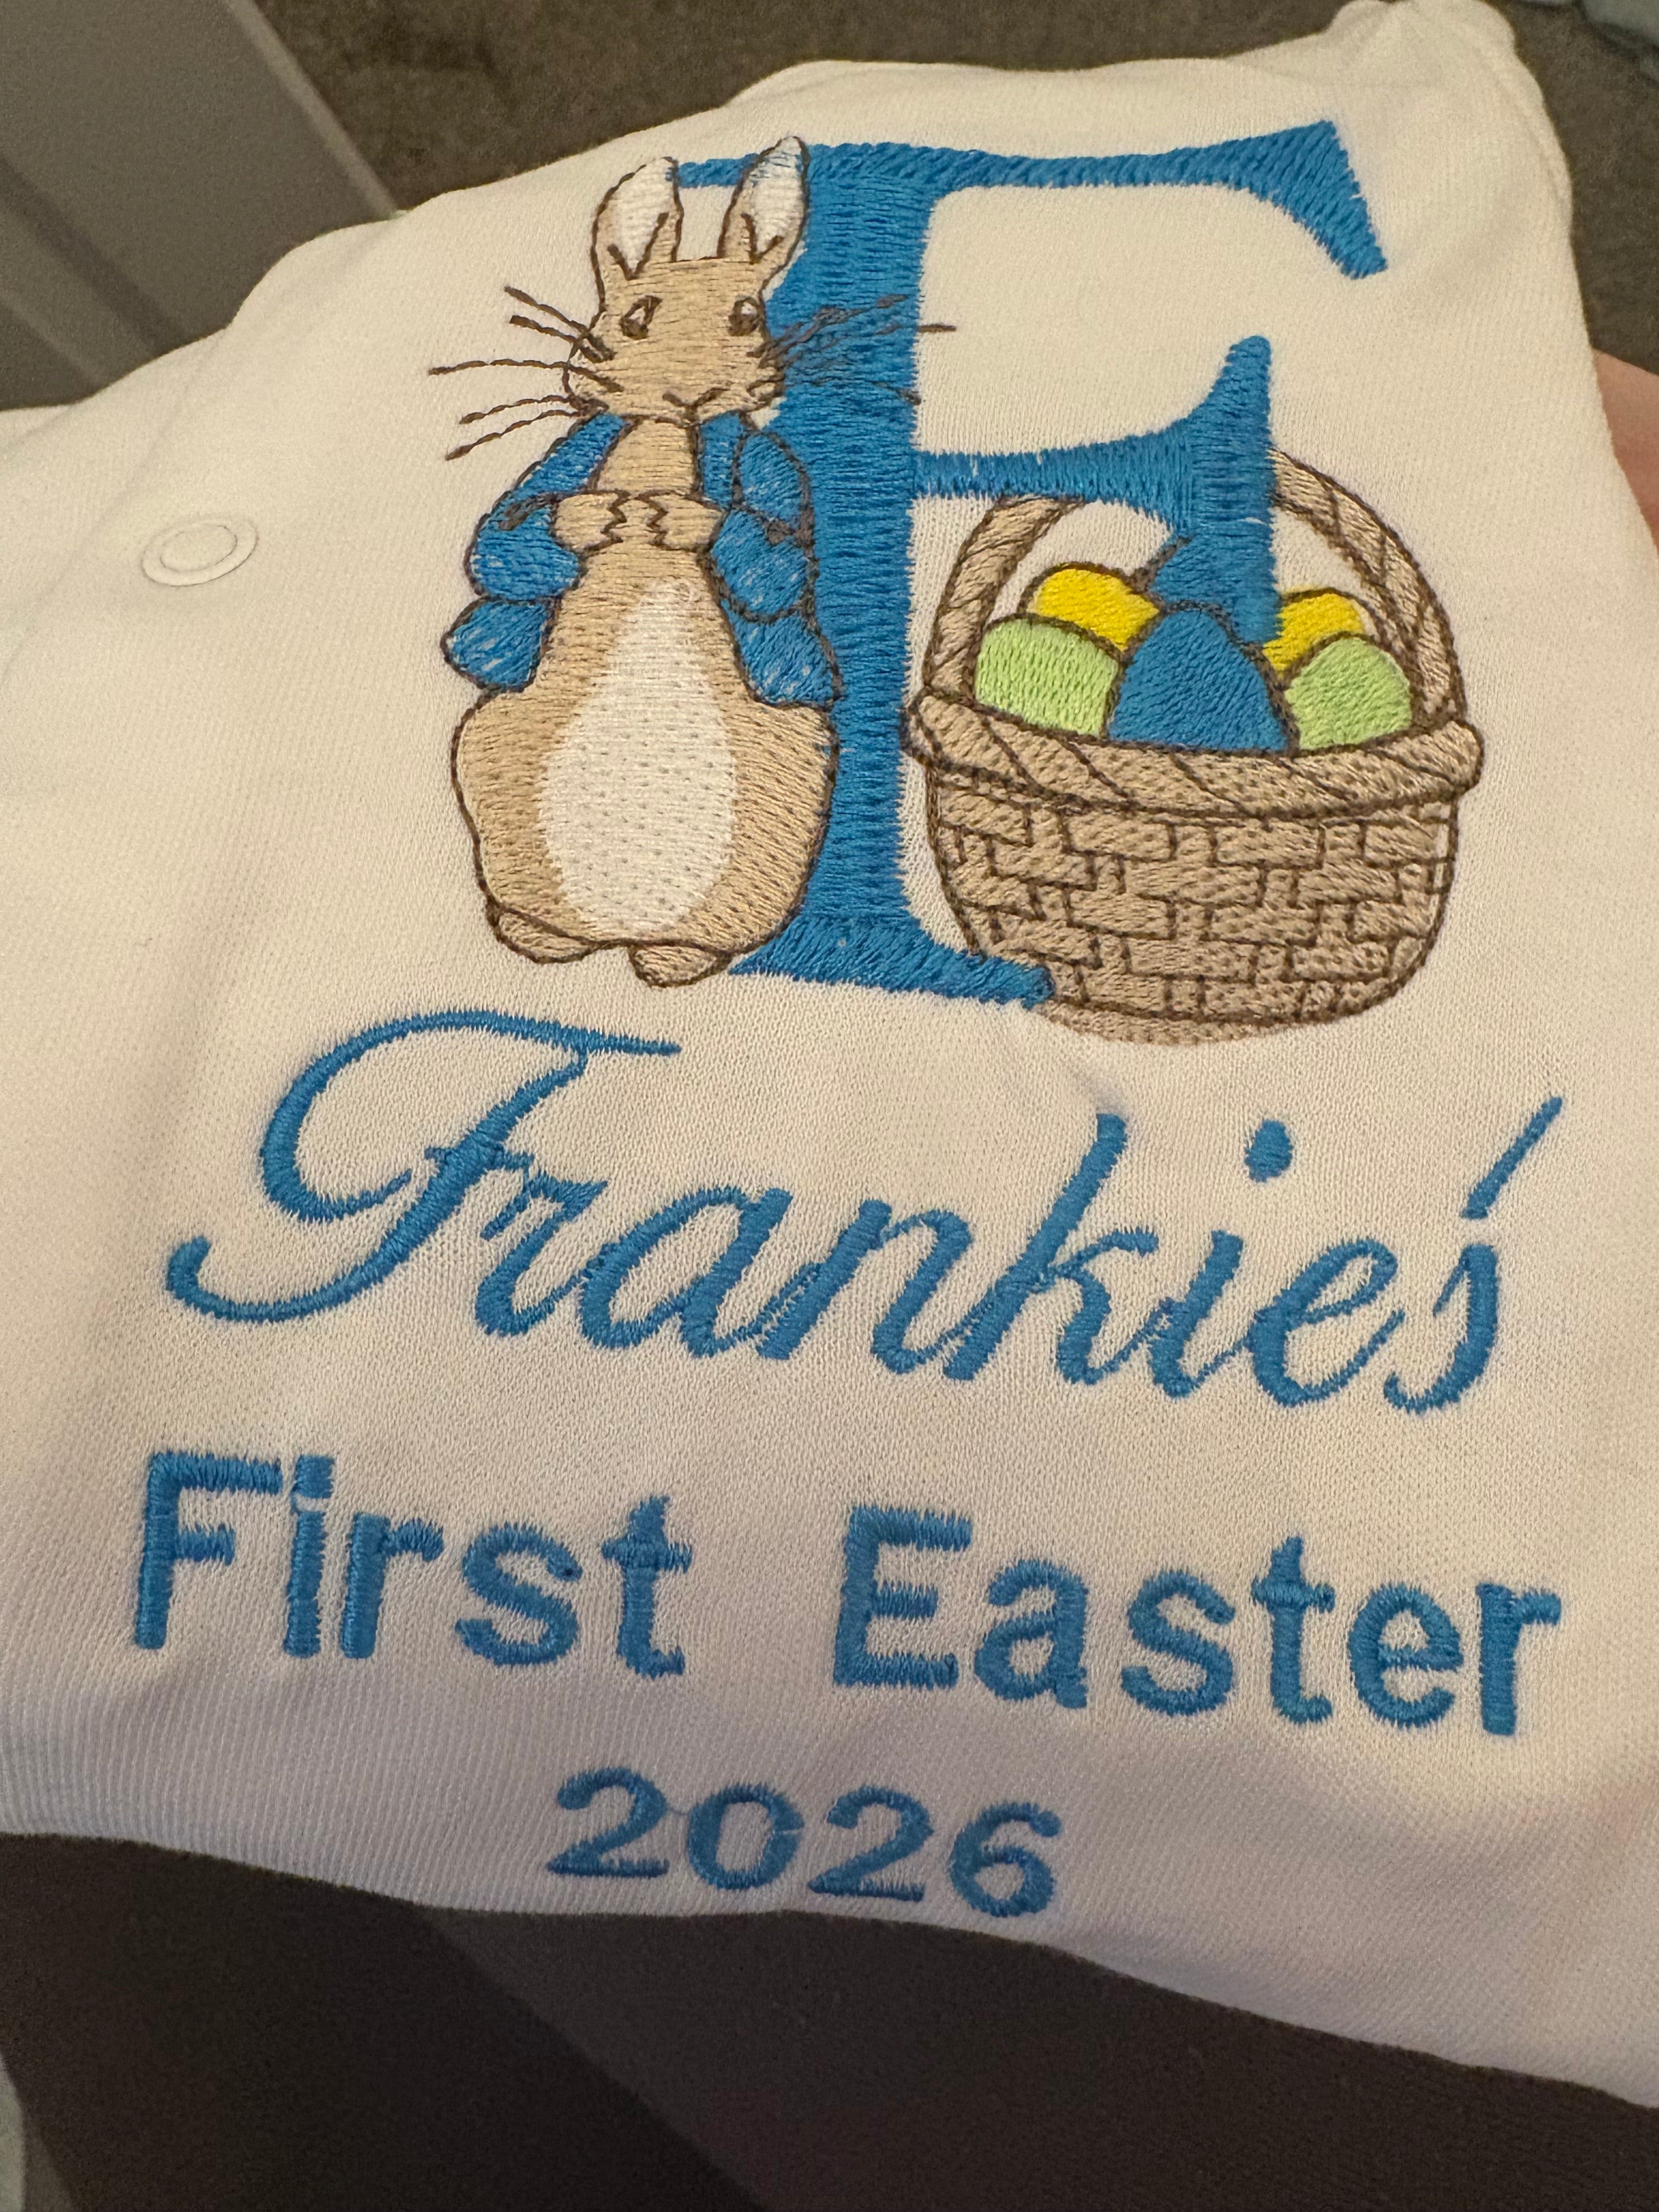 F
Frankie's
First Easter
2026